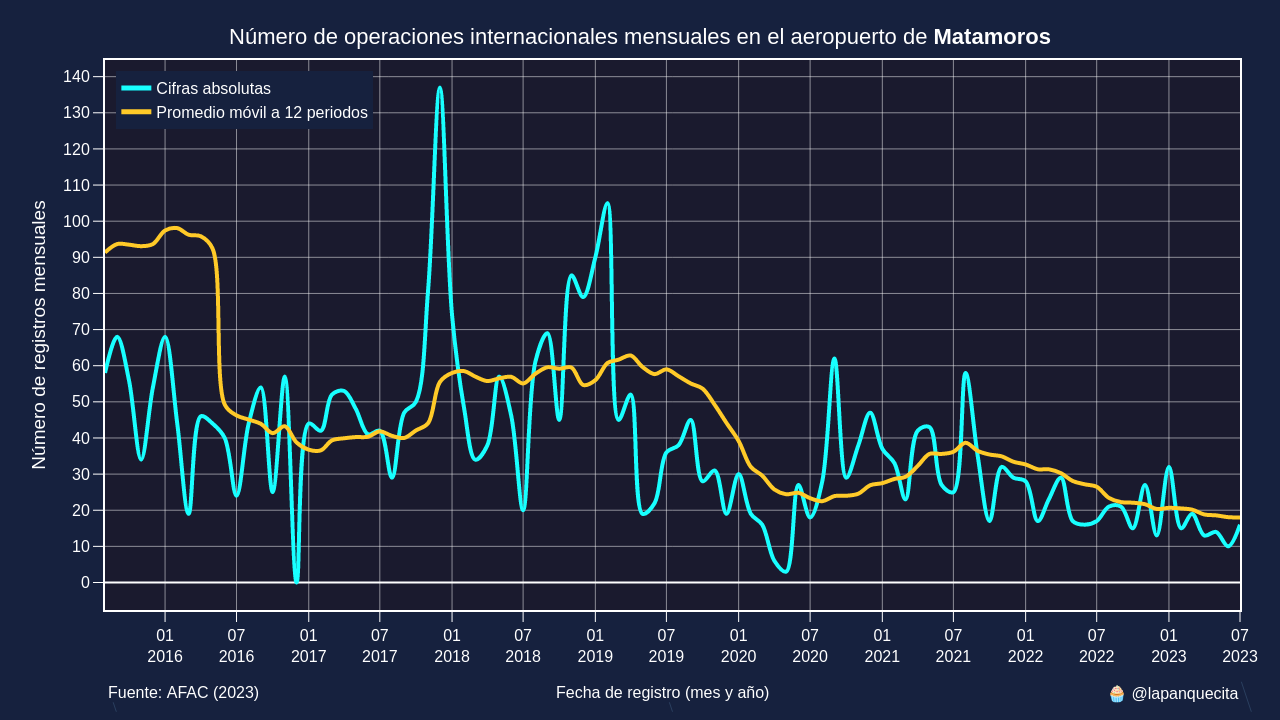 Número de operaciones internacionales mensuales en el aeropuerto de Matamoros
Cifras absolutas
Promedio móvil a 12 periodos
Número de registros mensuales
140
130
120
110
100
90
80
70
60
50
40
30
20
10
0
01 07 01 07 01 07 01 07 01 07 01 07 01 07 01 07
2016 2016 2017 2017 2018 2018 2019 2019 2020 2020 2021 2021 2022 2022 2023 2023
Fuente: AFAC (2023) Fecha de registro (mes y año) 🧁 @lapanquecita